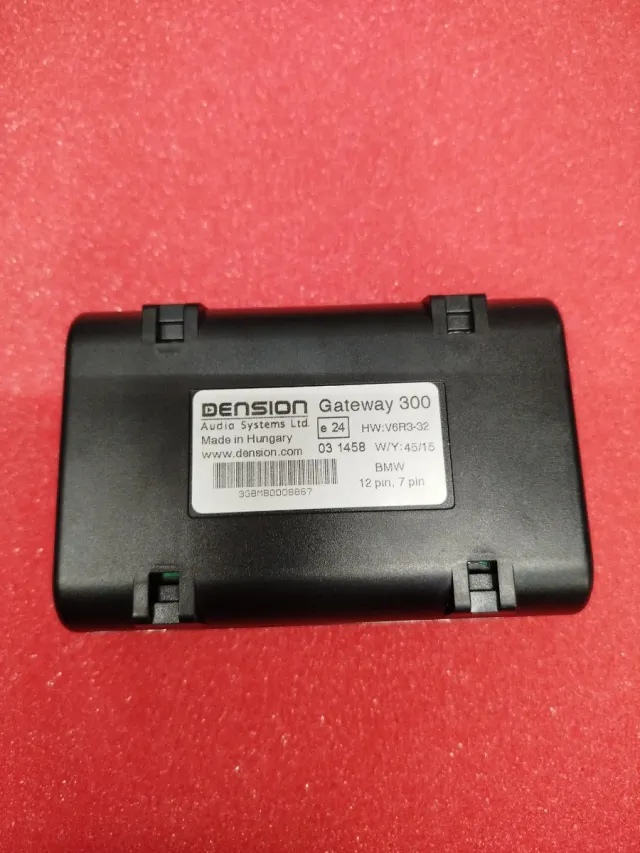 DENSION Gateway 300
Audio Systems Ltd. e 24 HW:V6R3-32
Made in Hungary
www.dension.com 03 1458 W/Y: 45/15
BMW
12 pin, 7 pin
3GBMB0008867